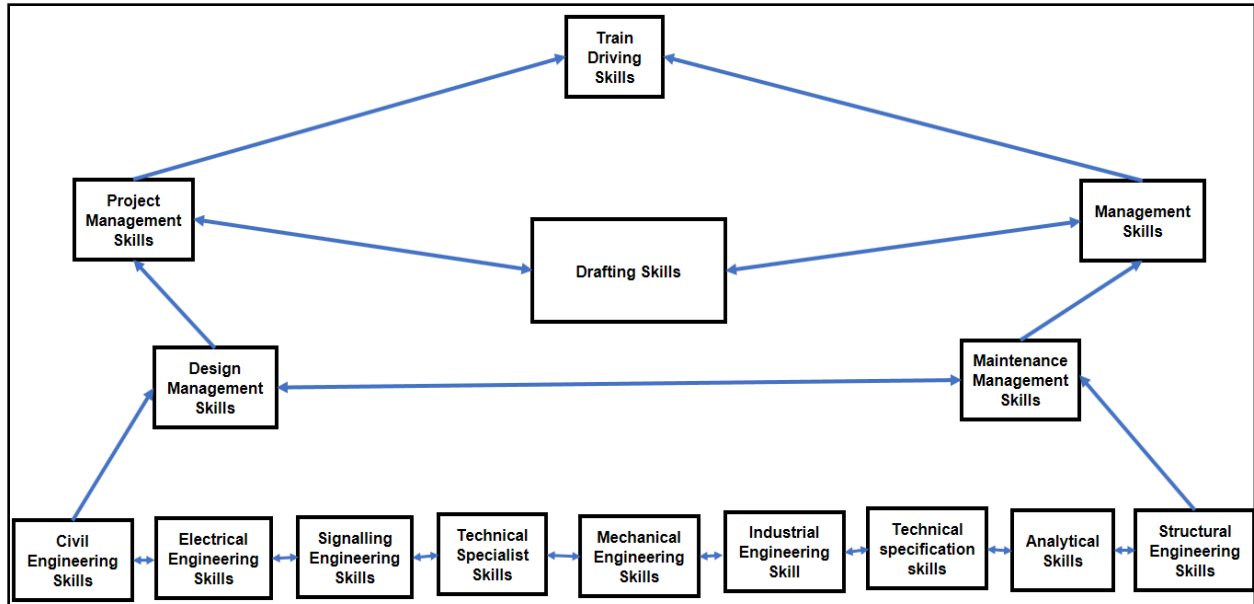 Train
Driving
Skills
Project
Management
Skills
Drafting Skills
Management
Skills
Design
Management
Skills
Maintenance
Management
Skills
Civil
Engineering
Skills
Electrical
Engineering
Skills
Signalling
Engineering
Skills
Technical
Specialist
Skills
Mechanical
Engineering
Skills
Industrial
Engineering
Skill
Technical
specification
skills
Analytical
Skills
Structural
Engineering
Skills